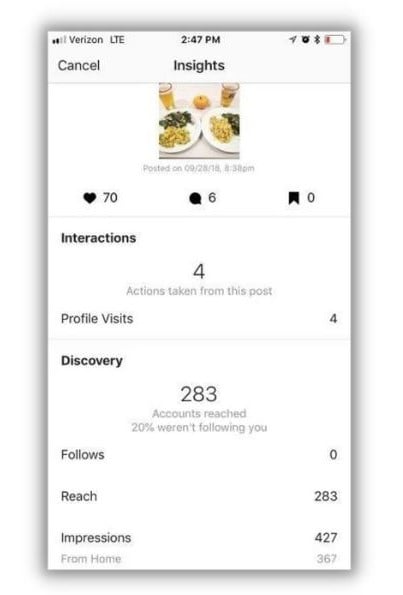 Verizon LTE 2:47 PM
Cancel Insights
Posted on 09/28/18, 8:38pm
70 6 0
Interactions
4
Actions taken from this post
Profile Visits 4
Discovery
283
Accounts reached
20% weren't following you
Follows 0
Reach 283
Impressions 427
From Home 367